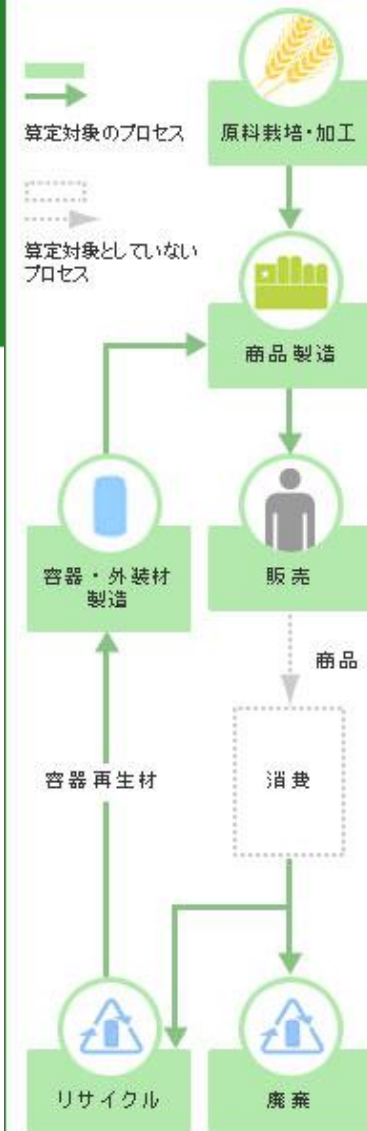 算定対象のプロセス
算定対象としていない
プロセス
原料栽培・加工
商品製造
容器・外装材
製造
販売
商品
容器再生材
消費
リサイクル
廃棄